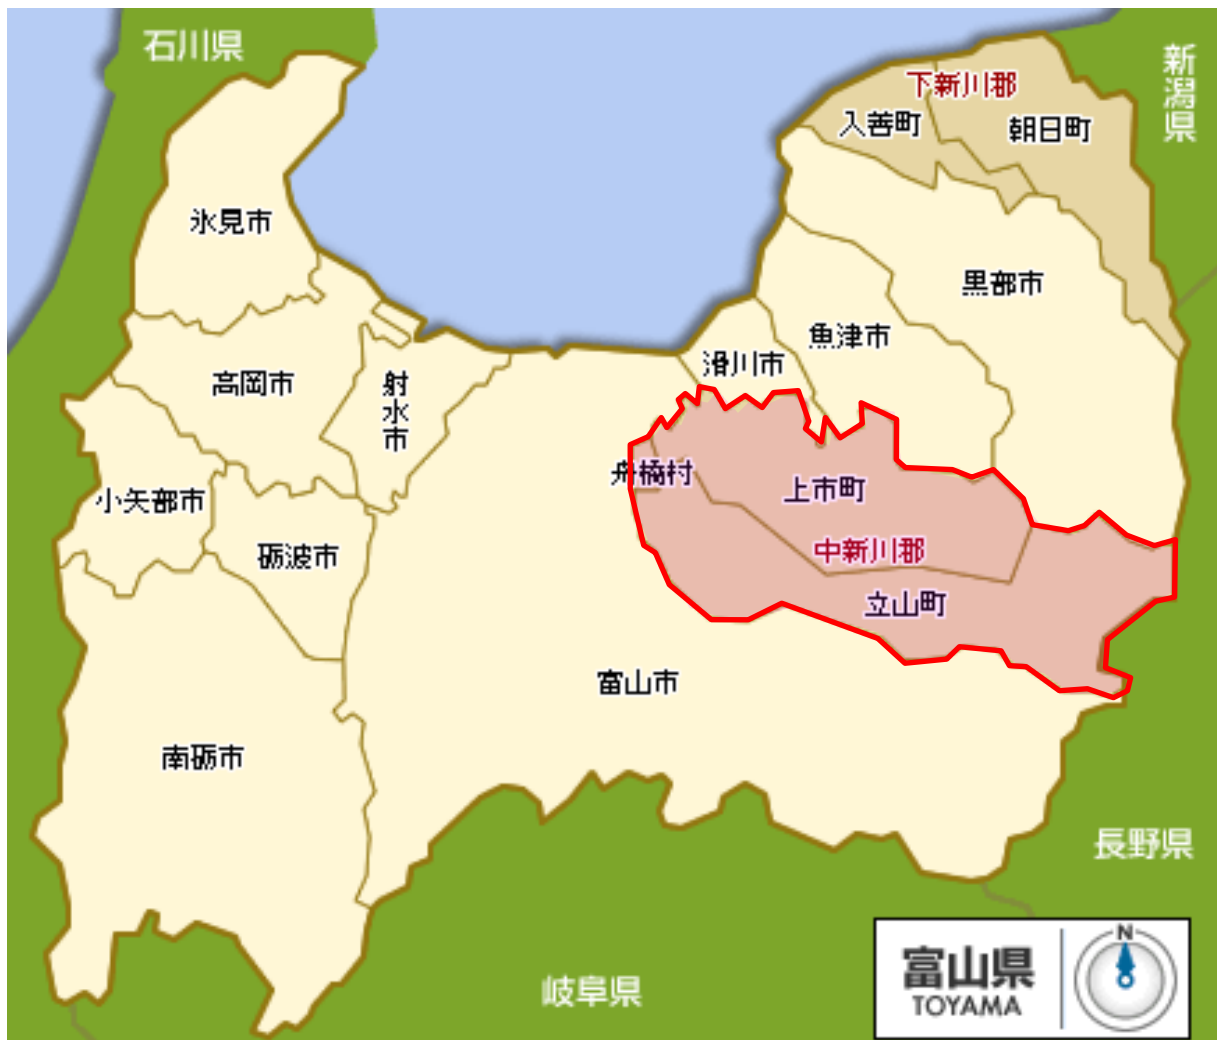 石川県
新潟県
下新川郡
入善町
朝日町
氷見市
黒部市
魚津市
滑川市
高岡市
射水市
舟橋村
上市町
小矢部市
砺波市
中新川郡
立山町
富山市
南砺市
長野県
岐阜県
富山県
TOYAMA
N